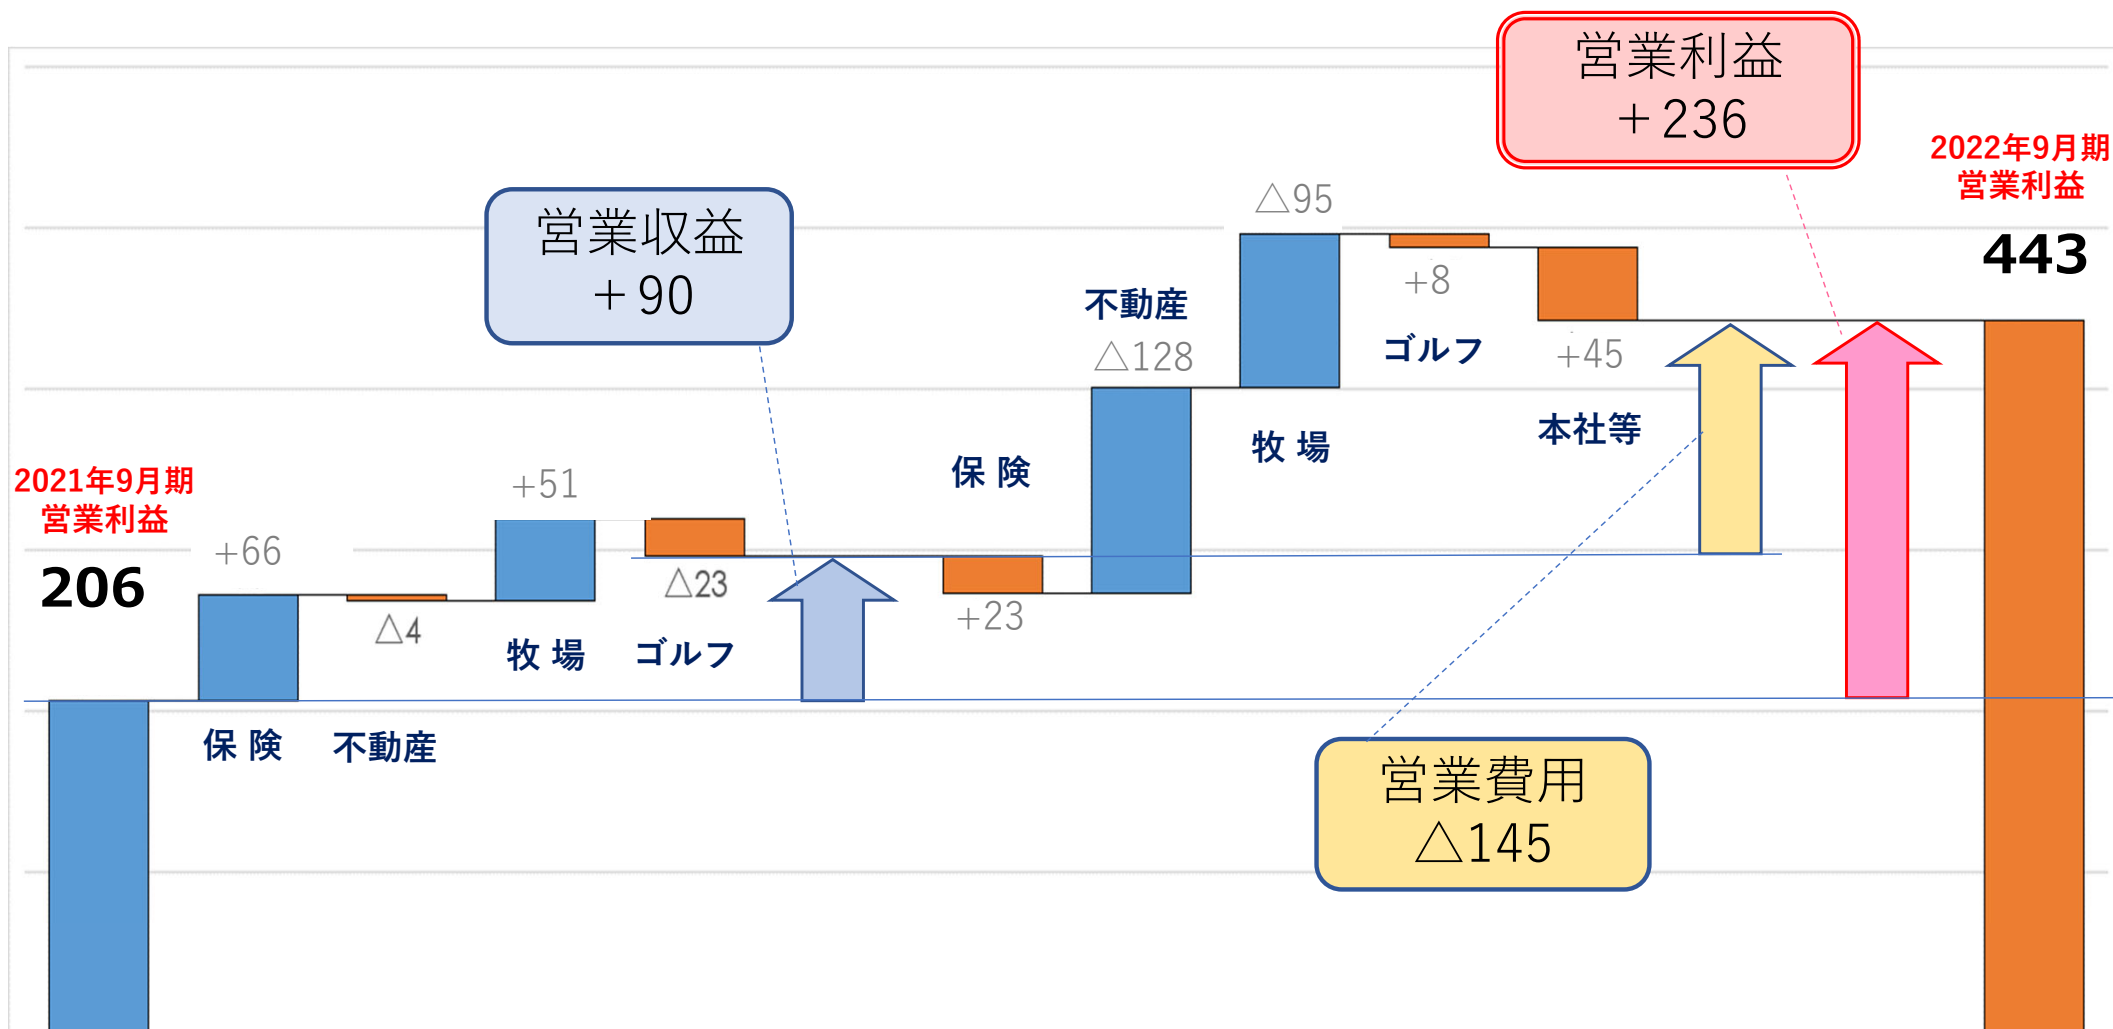 営業利益
＋236
2022年9月期
営業利益
443
営業収益
＋90
△95
+8
ゴルフ
+45
本社等
不動産
△128
牧 場
保 険
+23
2021年9月期
営業利益
206
+66
保 険
△4
不動産
+51
牧 場
△23
ゴルフ
営業費用
△145